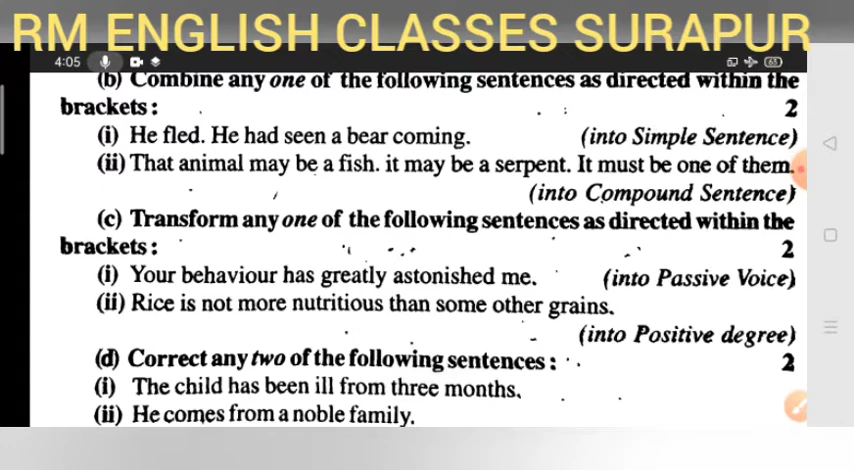 RM ENGLISH CLASSES SURAPUR
4:05
63
(b) Combine any one of the following sentences as directed within the
brackets : 2
(i) He fled. He had seen a bear coming. (into Simple Sentence)
(ii) That animal may be a fish. it may be a serpent. It must be one of them.
(into Compound Sentence)
(c) Transform any one of the following sentences as directed within the
brackets : 2
(i) Your behaviour has greatly astonished me. (into Passive Voice)
(ii) Rice is not more nutritious than some other grains.
(into Positive degree)
(d) Correct any two of the following sentences : 2
(i) The child has been ill from three months.
(ii) He comes from a noble family.